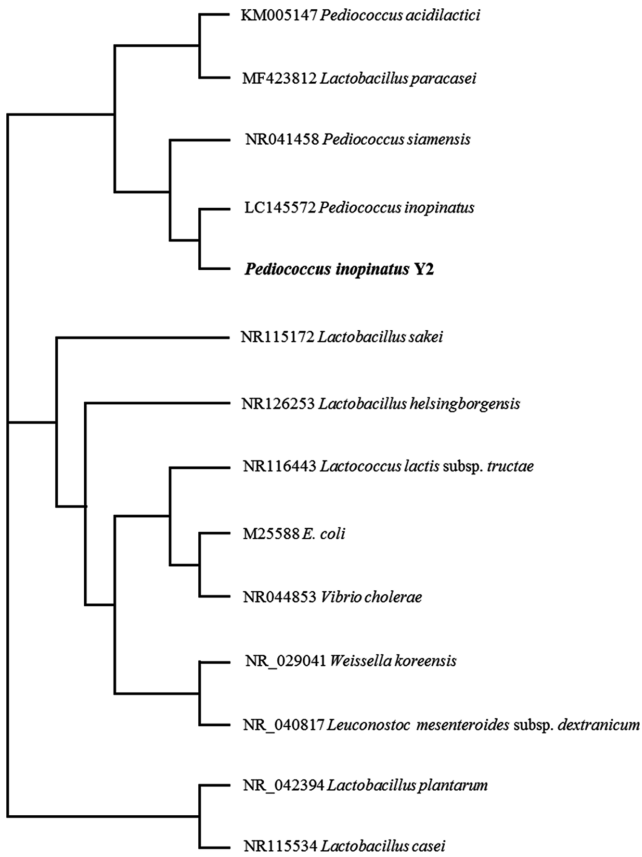 KM005147 Pediococcus acidilactici
MF423812 Lactobacillus paracasei
NR041458 Pediococcus siamensis
LC145572 Pediococcus inopinatus
Pediococcus inopinatus Y2
NR115172 Lactobacillus sakei
NR126253 Lactobacillus helsingborgensis
NR116443 Lactococcus lactis subsp. tructae
M25588 E. coli
NR044853 Vibrio cholerae
NR_029041 Weissella koreensis
NR_040817 Leuconostoc mesenteroides subsp. dextranicum
NR_042394 Lactobacillus plantarum
NR115534 Lactobacillus casei